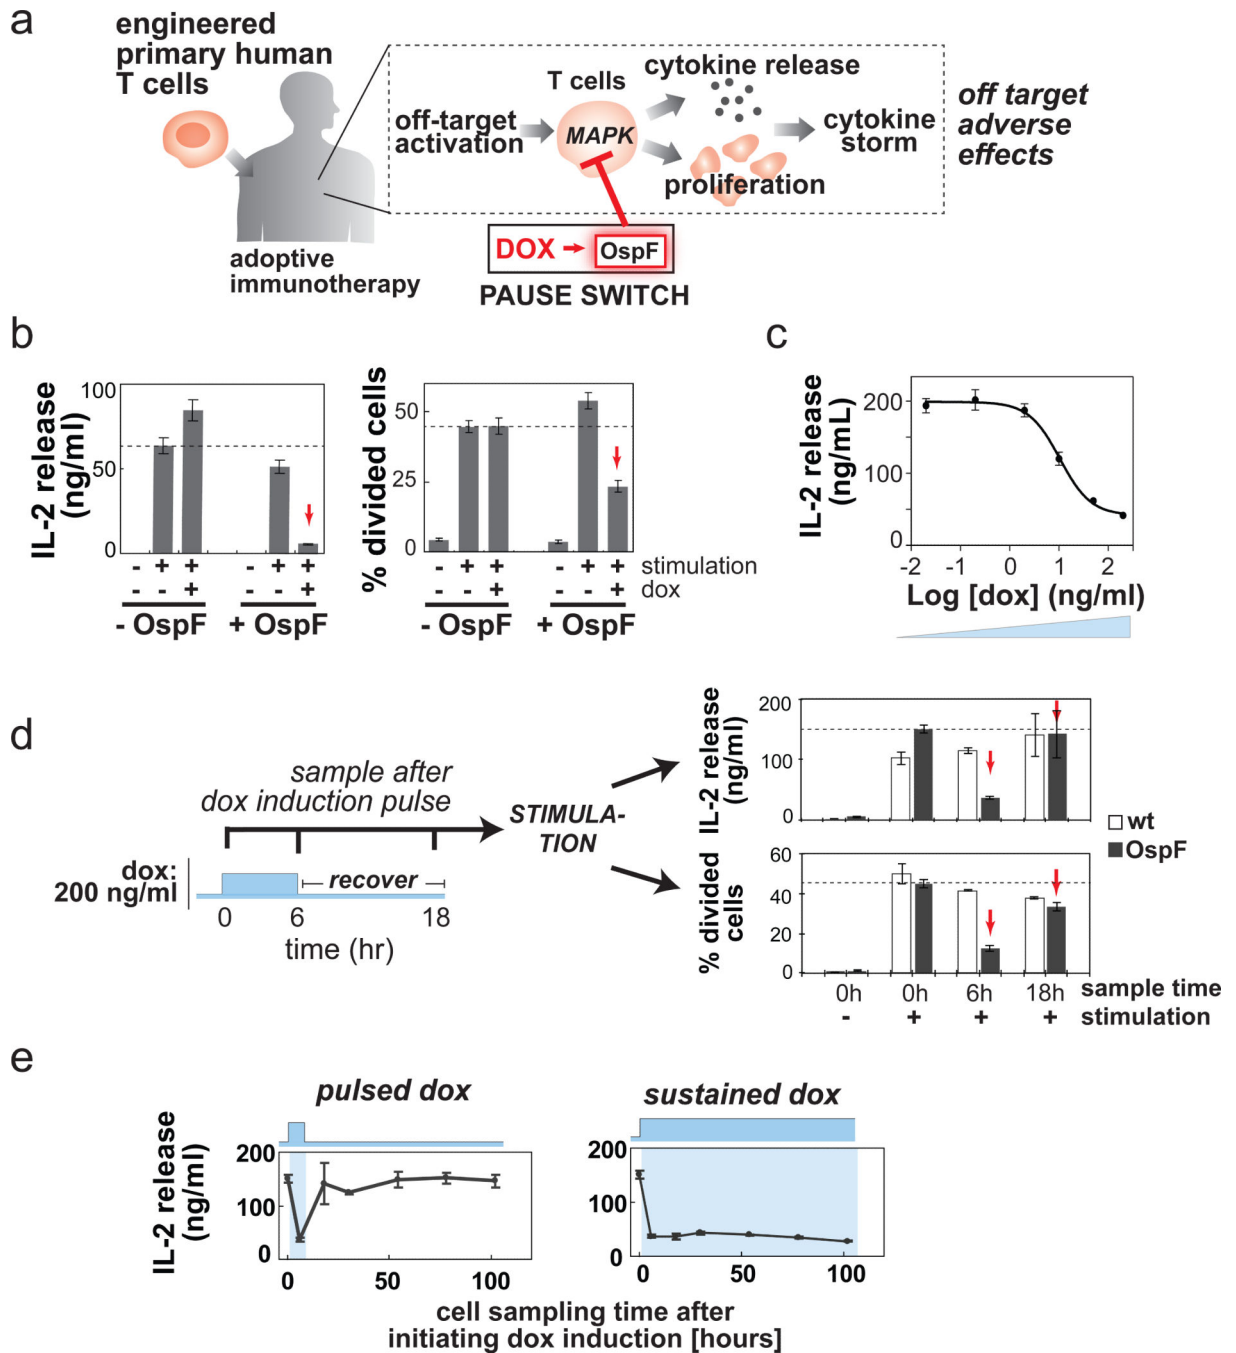 a
engineered
primary human
T cells
adoptive
immunotherapy
off-target
activation
T cells
MAPK
cytokine release
proliferation
cytokine
storm
off target
adverse
effects
DOX
OspF
PAUSE SWITCH
b
IL-2 release
(ng/ml)
100
50
0
- + + - + +
- - + - - +
- OspF + OspF
% divided cells
50
25
0
- + + - + + stimulation
- - + - - + dox
- OspF + OspF
c
IL-2 release
(ng/mL)
200
100
0
-2 -1 0 1 2
Log [dox] (ng/ml)
d
sample after
dox induction pulse
dox:
200 ng/ml
recover
0 6 18
time (hr)
STIMULA-
TION
IL-2 release
(ng/ml)
200
100
0
wt
OspF
% divided
cells
60
40
20
0
0h 0h 6h 18h sample time
- + + + stimulation
e
pulsed dox
IL-2 release
(ng/ml)
200
100
0
0 50 100
sustained dox
200
100
0
0 50 100
cell sampling time after
initiating dox induction [hours]